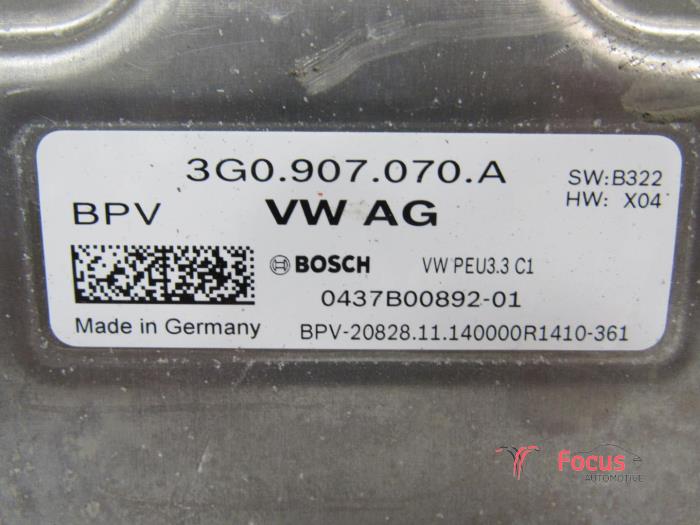 3G0.907.070.A
SW:B322
BPV VW AG HW: X04
BOSCH VW PEU3.3 C1
0437B00892-01
Made in Germany BPV-20828.11.140000R1410-361
Focus
AUTOMOTIVE